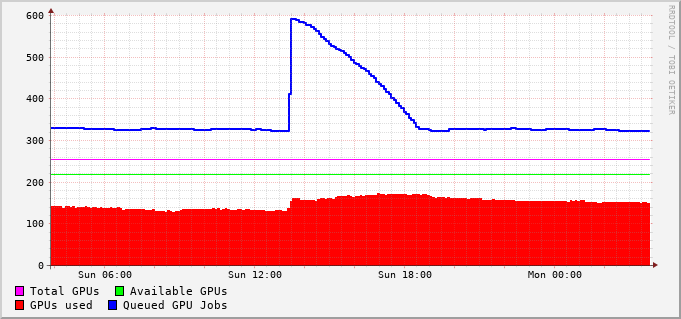 600
500
400
300
200
100
0
Sun 06:00 Sun 12:00 Sun 18:00 Mon 00:00
Total GPUs Available GPUs
GPUs used Queued GPU Jobs
RRDTOOL / TOBI OETIKER